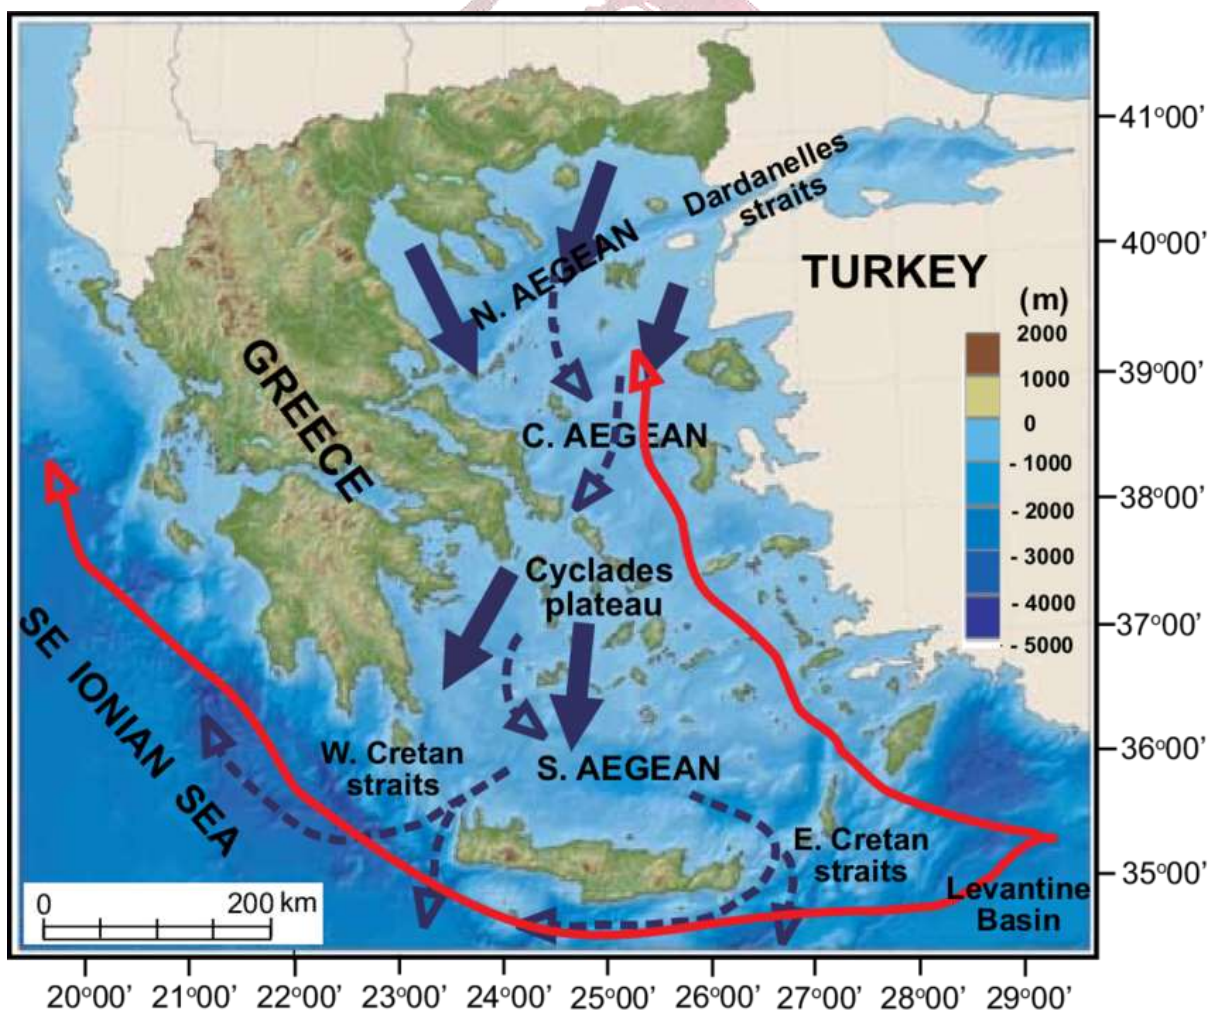 41°00'
Dardanelles
straits
40°00'
N. AEGEAN
TURKEY
(m)
2000
1000
0
- 1000
- 2000
- 3000
- 4000
- 5000
39°00'
GREECE
C. AEGEAN
38°00'
Cyclades
plateau
37°00'
SE IONIAN SEA
W. Cretan
straits
S. AEGEAN
36°00'
E. Cretan
straits
35°00'
Levantine
Basin
0 200 km
20°00' 21°00' 22°00' 23°00' 24°00' 25°00' 26°00' 27°00' 28°00' 29°00'